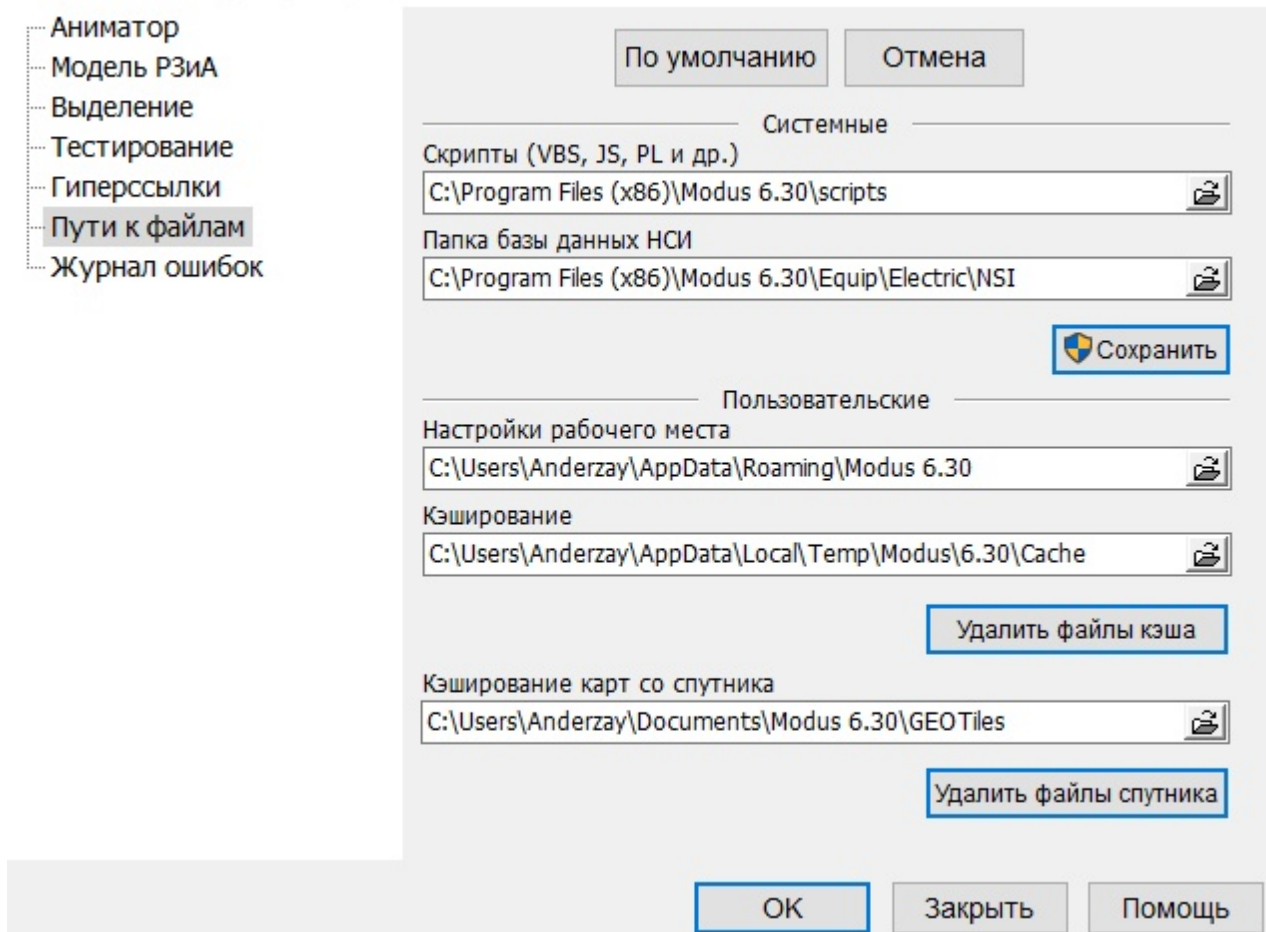 Аниматор
Модель РЗиА
Выделение
Тестирование
Гиперссылки
Пути к файлам
Журнал ошибок
По умолчанию
Отмена
Системные
Скрипты (VBS, JS, PL и др.)
C:\Program Files (x86)\Modus 6.30\scripts
Папка базы данных НСИ
C:\Program Files (x86)\Modus 6.30\Equip\Electric\NSI
Сохранить
Пользовательские
Настройки рабочего места
C:\Users\Anderzay\AppData\Roaming\Modus 6.30
Кэширование
C:\Users\Anderzay\AppData\Local\Temp\Modus\6.30\Cache
Удалить файлы кэша
Кэширование карт со спутника
C:\Users\Anderzay\Documents\Modus 6.30\GEOTiles
Удалить файлы спутника
OK
Закрыть
Помощь